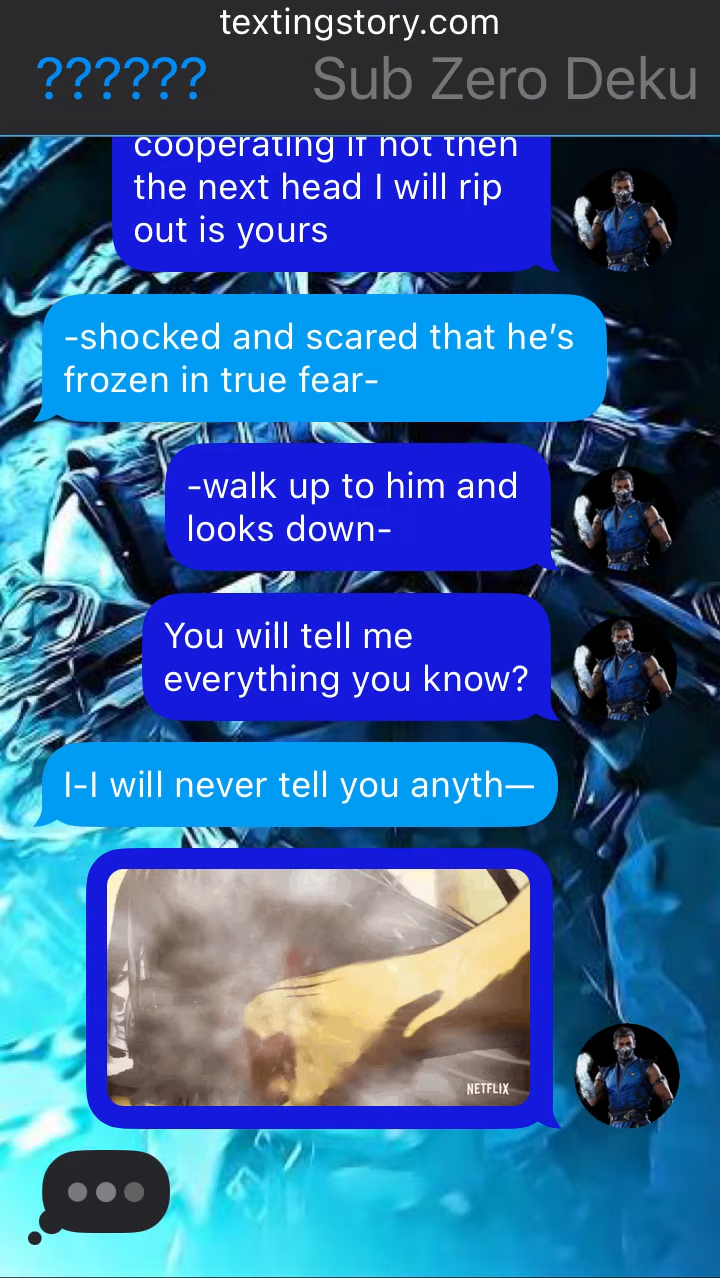 textingstory.com
?????? Sub Zero Deku
cooperating if not then
the next head I will rip
out is yours
-shocked and scared that he’s
frozen in true fear-
-walk up to him and
looks down-
You will tell me
everything you know?
I-I will never tell you anyth—
NETFLIX